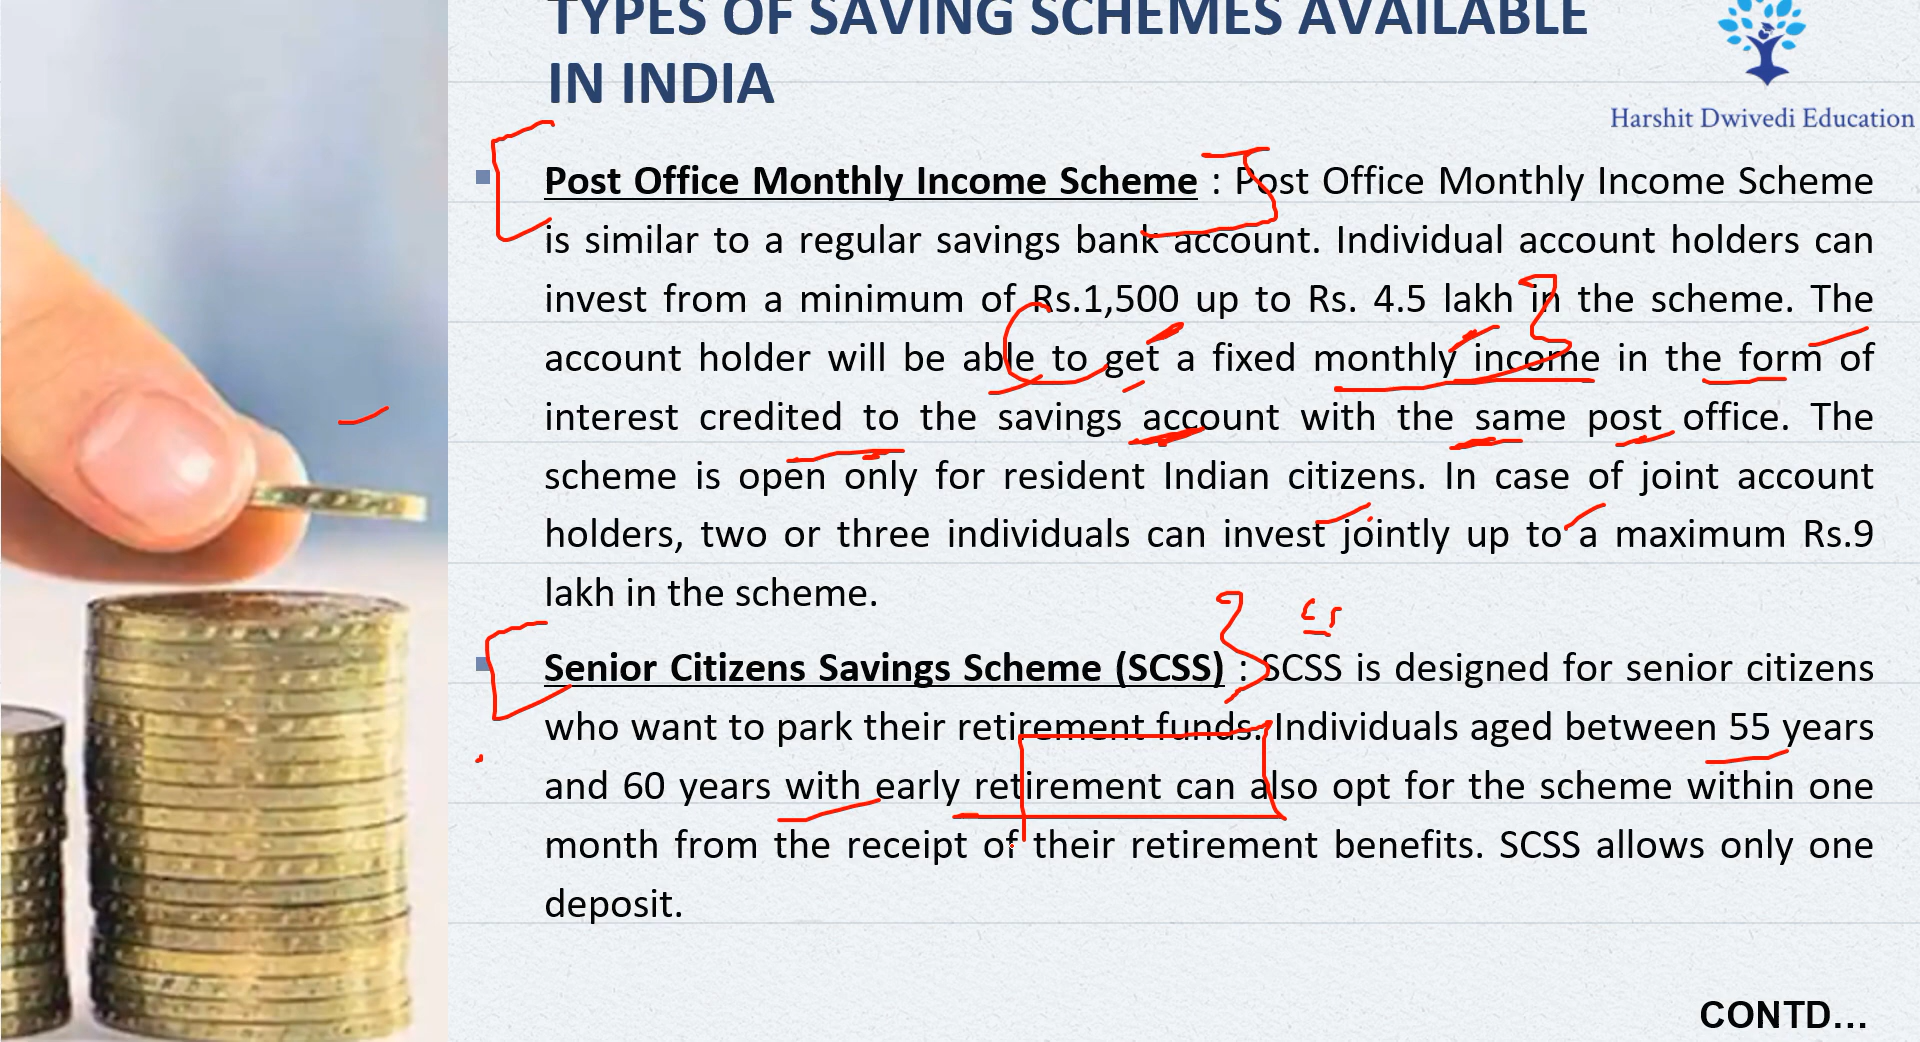 TYPES OF SAVING SCHEMES AVAILABLE
IN INDIA
Harshit Dwivedi Education
Post Office Monthly Income Scheme : Post Office Monthly Income Scheme
is similar to a regular savings bank account. Individual account holders can
invest from a minimum of Rs.1,500 up to Rs. 4.5 lakh in the scheme. The
account holder will be able to get a fixed monthly income in the form of
interest credited to the savings account with the same post office. The
scheme is open only for resident Indian citizens. In case of joint account
holders, two or three individuals can invest jointly up to a maximum Rs.9
lakh in the scheme.
Senior Citizens Savings Scheme (SCSS) : SCSS is designed for senior citizens
who want to park their retirement funds. Individuals aged between 55 years
and 60 years with early retirement can also opt for the scheme within one
month from the receipt of their retirement benefits. SCSS allows only one
deposit.
CONTD...